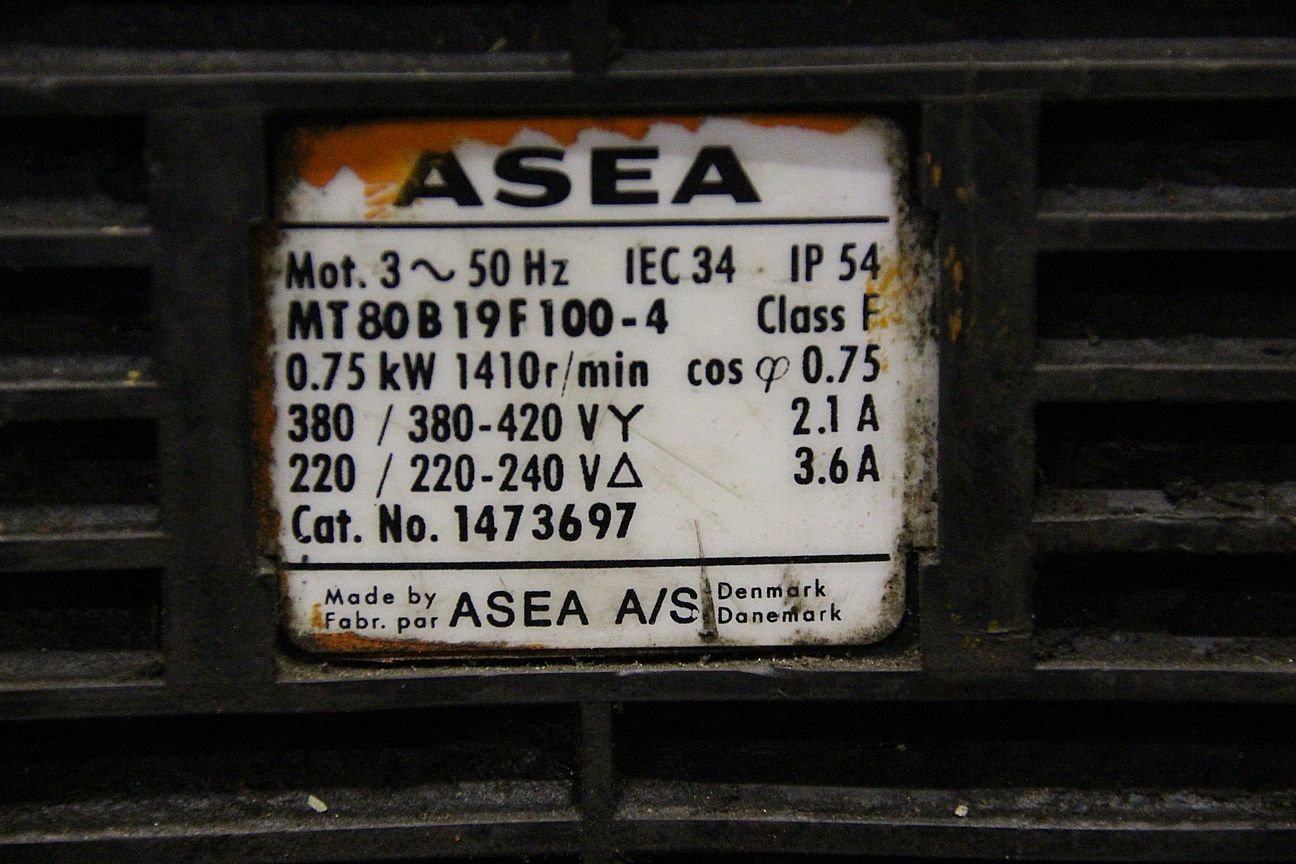 ASEA
Mot. 3 ~ 50 Hz IEC 34 IP 54
MT 80 B 19 F 100-4 Class F
0.75 kW 1410 r/min cos φ 0.75
380 / 380-420 V Y 2.1 A
220 / 220-240 V Δ 3.6 A
Cat. No. 1473697
Made by ASEA A/S Denmark
Fabr. par Danemark